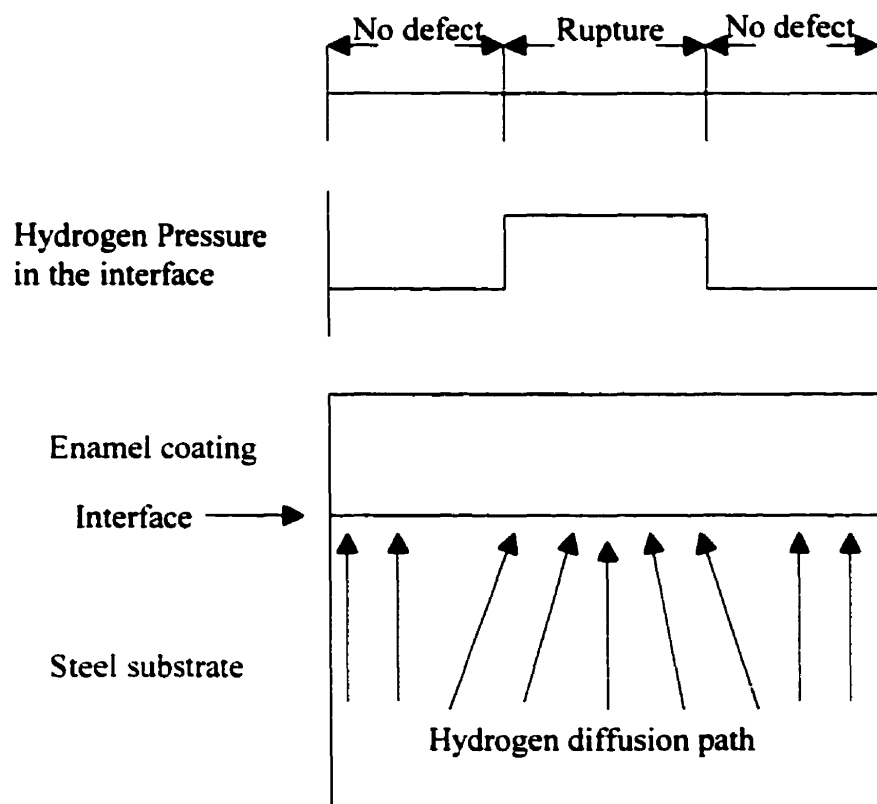 No defect Rupture No defect
Hydrogen Pressure
in the interface
Enamel coating
Interface
Steel substrate
Hydrogen diffusion path